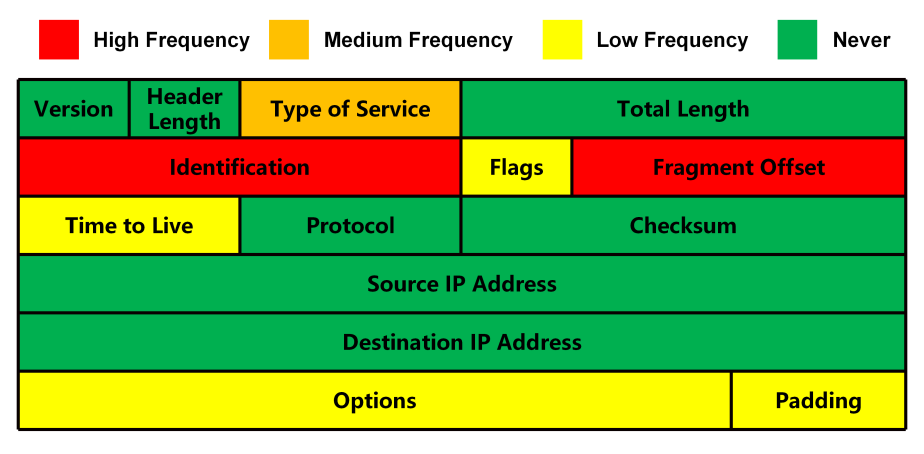 High Frequency Medium Frequency Low Frequency Never
Version Header Length Type of Service Total Length
Identification Flags Fragment Offset
Time to Live Protocol Checksum
Source IP Address
Destination IP Address
Options Padding